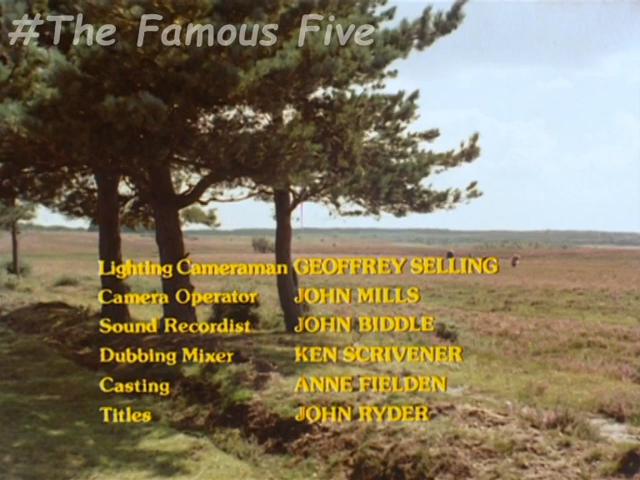 #The Famous Five
Lighting Cameraman GEOFFREY SELLING
Camera Operator JOHN MILLS
Sound Recordist JOHN BIDDLE
Dubbing Mixer KEN SCRIVENER
Casting ANNE FIELDEN
Titles JOHN RYDER